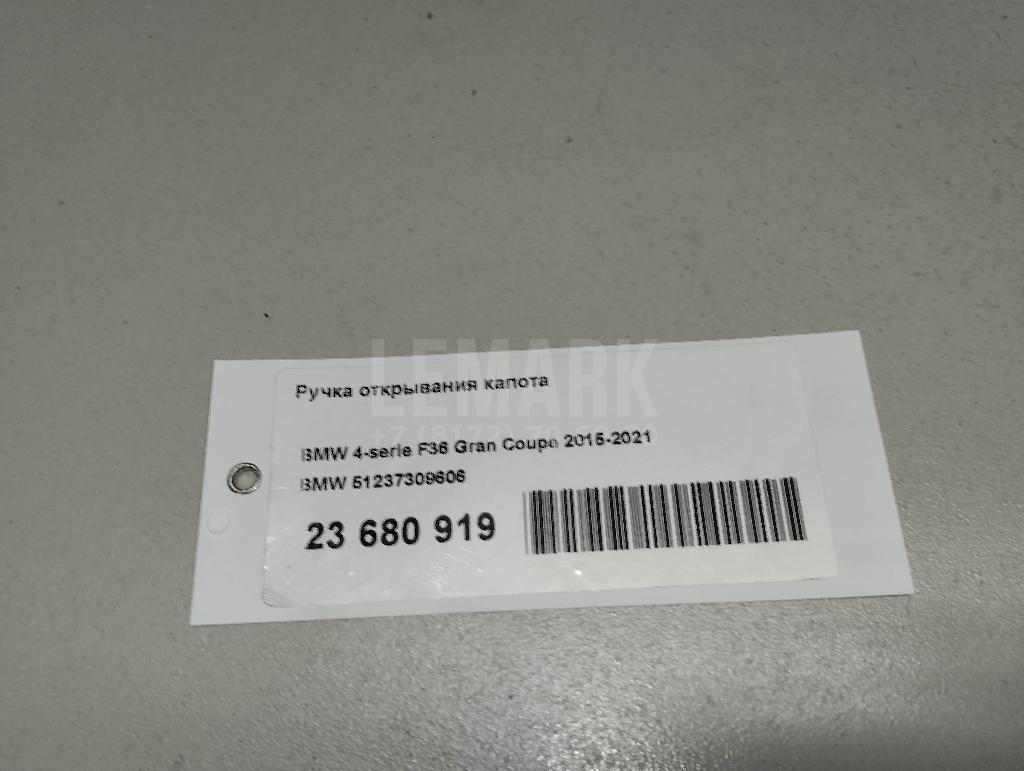 LEMARK
Ручка открывания капота
BMW 4-serie F36 Gran Coupe 2015-2021
BMW 51237309606
23 680 919